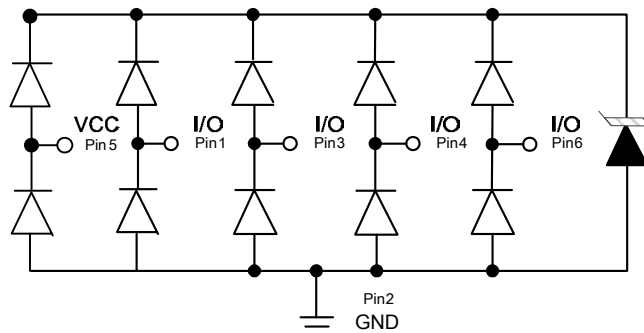 VCC
Pin5
I/O
Pin1
I/O
Pin3
I/O
Pin4
I/O
Pin6
Pin2
GND